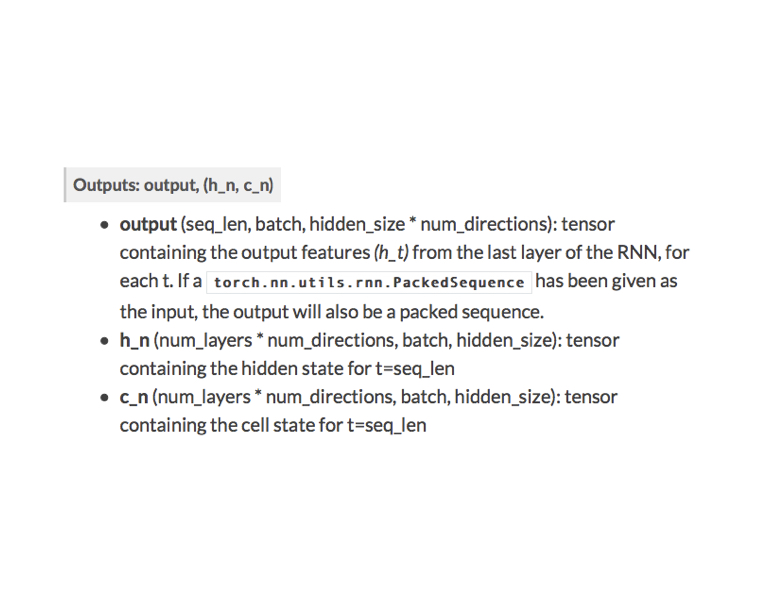 Outputs: output, (h_n, c_n)
• output (seq_len, batch, hidden_size * num_directions): tensor
containing the output features (h_t) from the last layer of the RNN, for
each t. If a torch.nn.utils.rnn.PackedSequence has been given as
the input, the output will also be a packed sequence.
• h_n (num_layers * num_directions, batch, hidden_size): tensor
containing the hidden state for t=seq_len
• c_n (num_layers * num_directions, batch, hidden_size): tensor
containing the cell state for t=seq_len